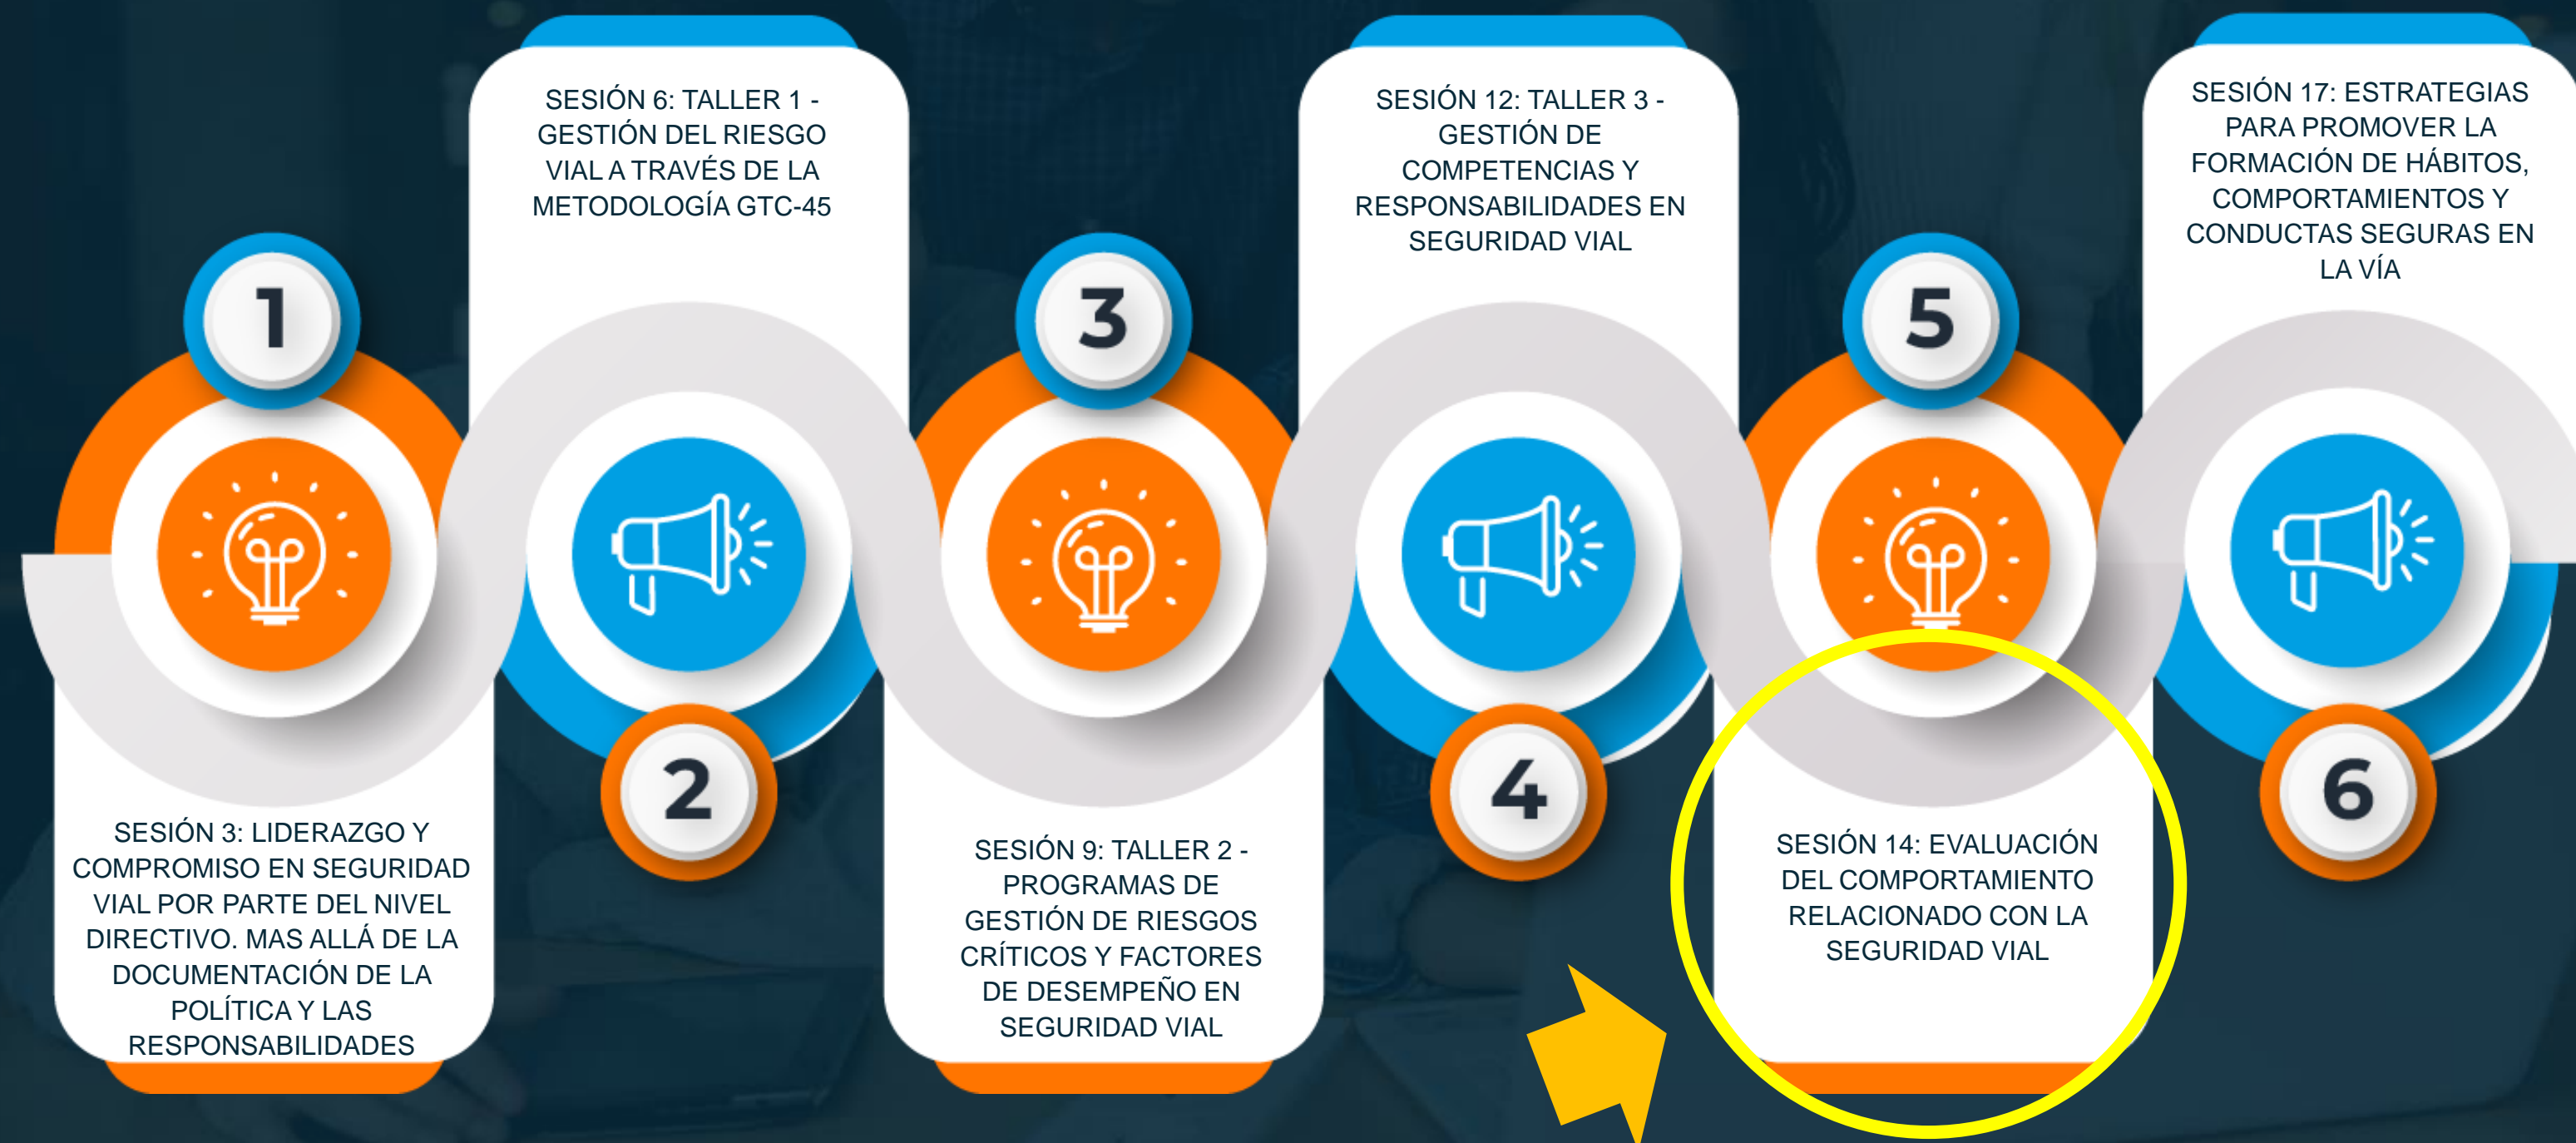 1
SESIÓN 3: LIDERAZGO Y
COMPROMISO EN SEGURIDAD
VIAL POR PARTE DEL NIVEL
DIRECTIVO. MAS ALLÁ DE LA
DOCUMENTACIÓN DE LA
POLÍTICA Y LAS
RESPONSABILIDADES
SESIÓN 6: TALLER 1 -
GESTIÓN DEL RIESGO
VIAL A TRAVÉS DE LA
METODOLOGÍA GTC-45
2
3
SESIÓN 9: TALLER 2 -
PROGRAMAS DE
GESTIÓN DE RIESGOS
CRÍTICOS Y FACTORES
DE DESEMPEÑO EN
SEGURIDAD VIAL
SESIÓN 12: TALLER 3 -
GESTIÓN DE
COMPETENCIAS Y
RESPONSABILIDADES EN
SEGURIDAD VIAL
4
5
SESIÓN 14: EVALUACIÓN
DEL COMPORTAMIENTO
RELACIONADO CON LA
SEGURIDAD VIAL
SESIÓN 17: ESTRATEGIAS
PARA PROMOVER LA
FORMACIÓN DE HÁBITOS,
COMPORTAMIENTOS Y
CONDUCTAS SEGURAS EN
LA VÍA
6